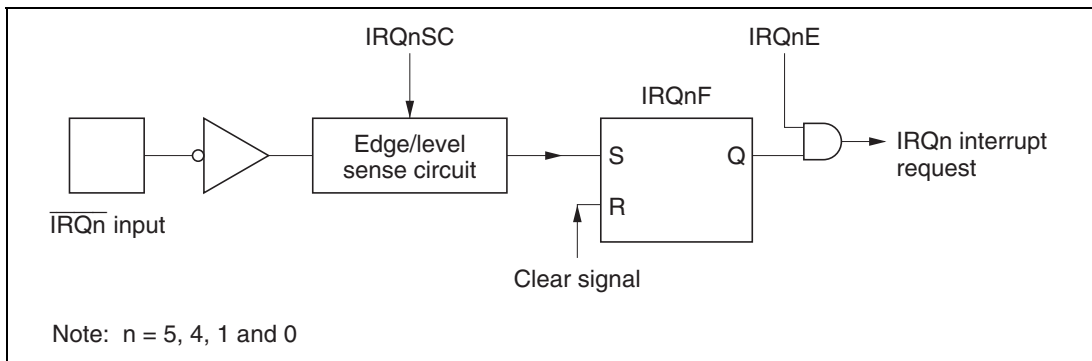 IRQnSC
IRQnE
IRQnF
Edge/level
sense circuit
S
Q
R
IRQn interrupt
request
IRQn input
Clear signal
Note: n = 5, 4, 1 and 0